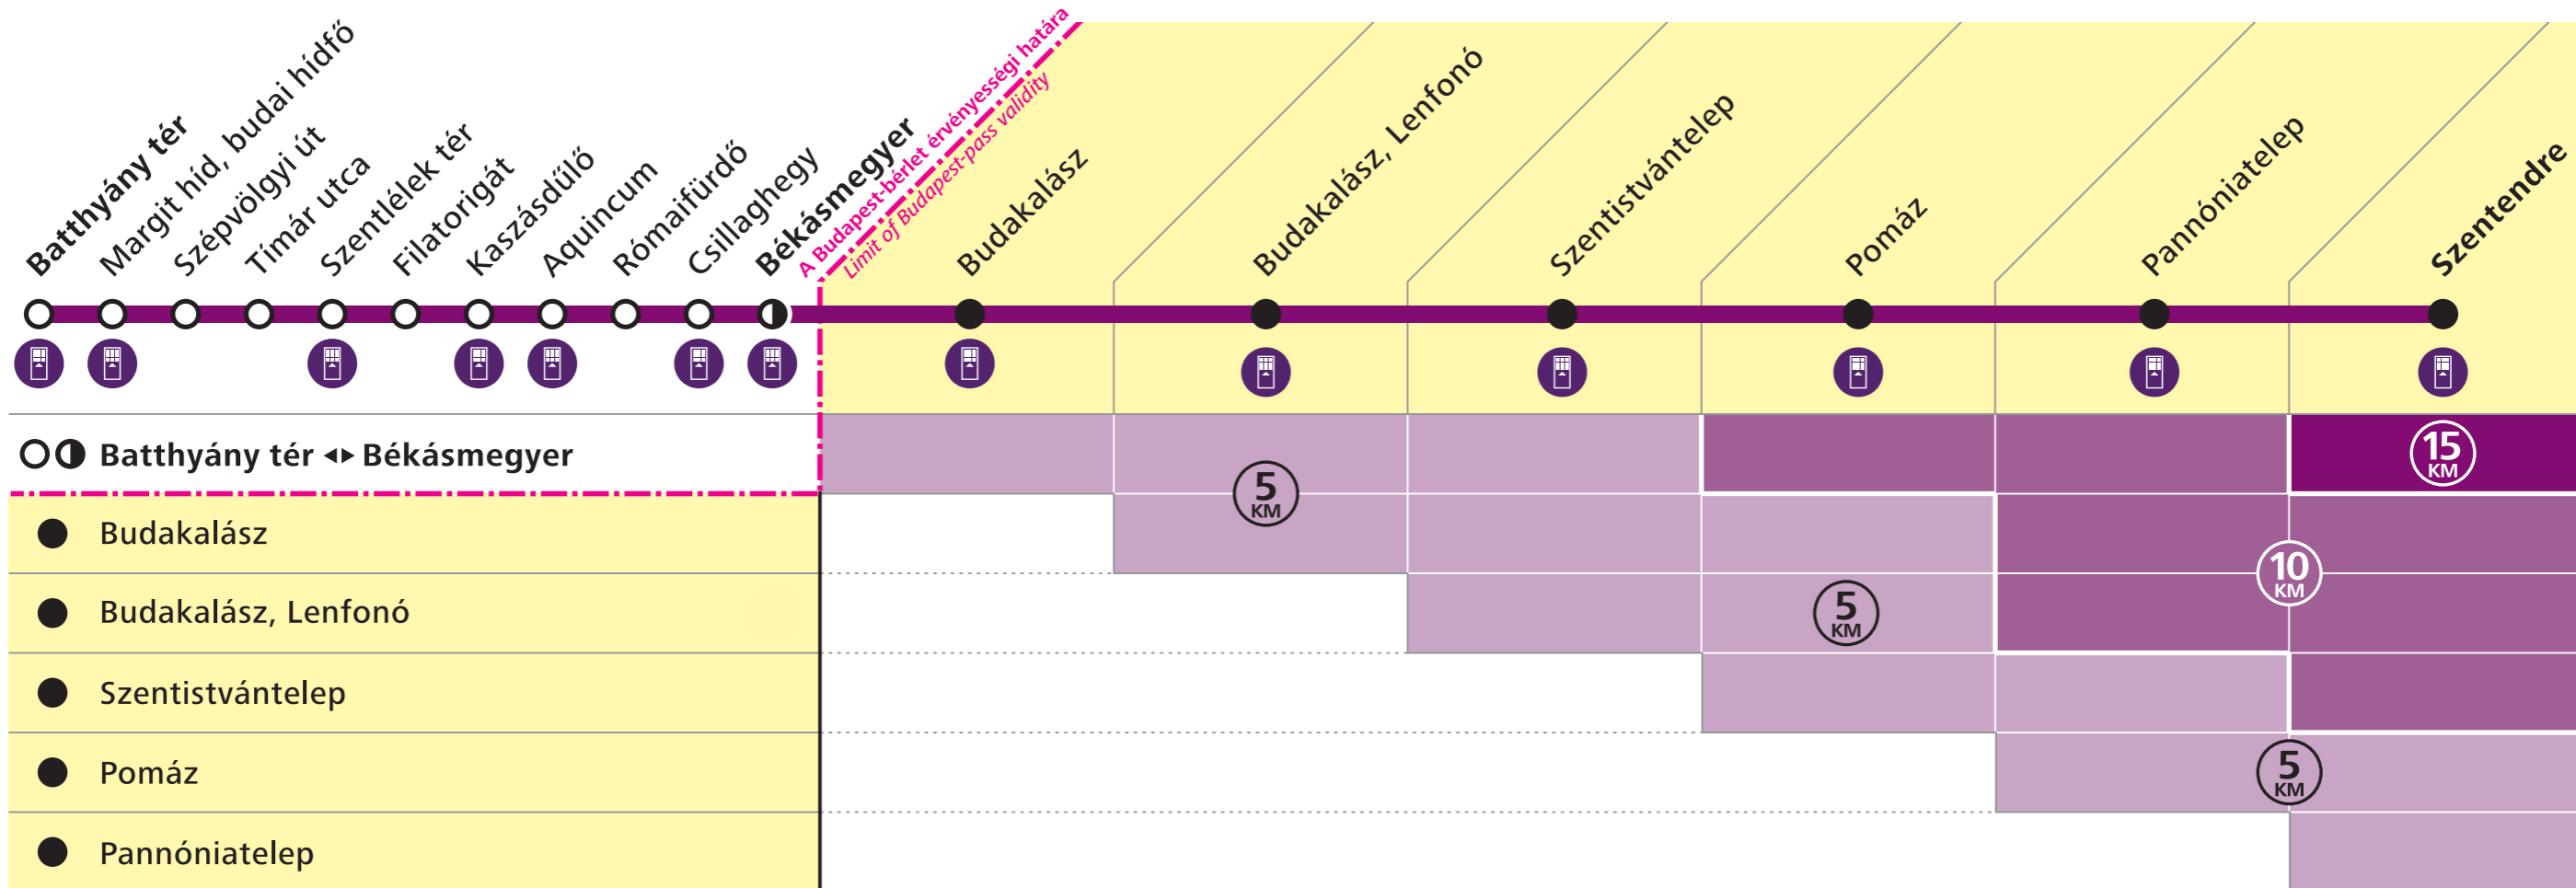 Batthyány tér
Margit híd, budai hídfő
Szépvölgyi út
Tímár utca
Szentlélek tér
Filatorigát
Kaszásdűlő
Aquincum
Rómaifürdő
Csillaghegy
Békásmegyer
A Budapest-bérlet érvényességi határa
Limit of Budapest-pass validity
Budakalász
Budakalász, Lenfonó
Szentistvántelep
Pomáz
Pannóniatelep
Szentendre
Batthyány tér ◂▸ Békásmegyer
15
KM
5
KM
Budakalász
10
KM
Budakalász, Lenfonó
5
KM
Szentistvántelep
Pomáz
5
KM
Pannóniatelep